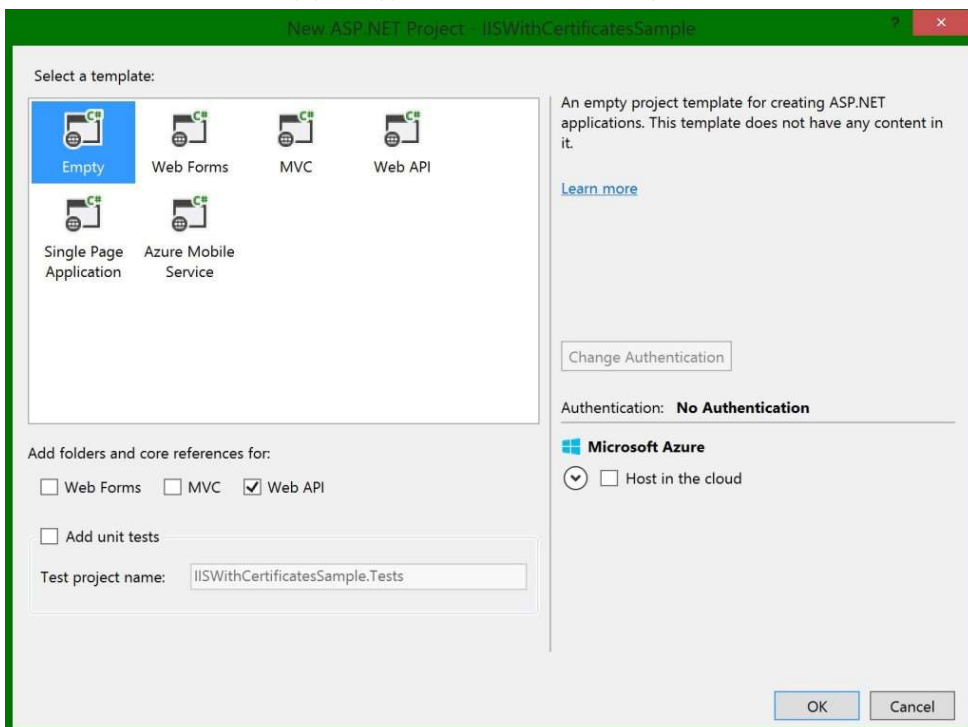 New ASP.NET Project - IISWithCertificatesSample
?
Select a template:
C#
C#
C#
C#
Empty
Web Forms
MVC
Web API
C#
C#
Single Page
Application
Azure Mobile
Service
Add folders and core references for:
Web Forms
MVC
Web API
Add unit tests
Test project name:
IISWithCertificatesSample.Tests
An empty project template for creating ASP.NET
applications. This template does not have any content in
it.
Learn more
Change Authentication
Authentication: No Authentication
Microsoft Azure
Host in the cloud
OK
Cancel